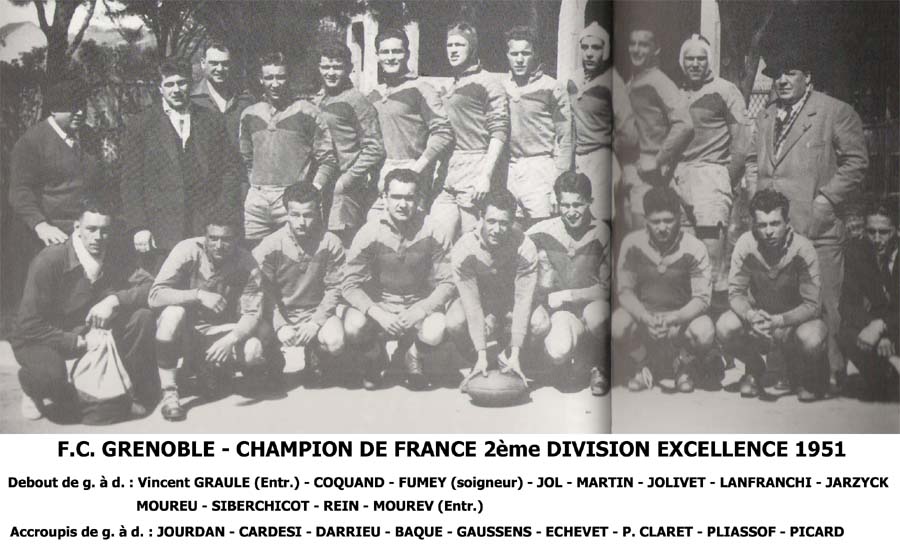 F.C. GRENOBLE - CHAMPION DE FRANCE 2ème DIVISION EXCELLENCE 1951
Debout de g. à d. : Vincent GRAULE (Entr.) - COQUAND - FUMEY (soigneur) - JOL - MARTIN - JOLIVET - LANFRANCHI - JARZYCK
MOUREU - SIBERCHICOT - REIN - MOUREV (Entr.)
Accroupis de g. à d. : JOURDAN - CARDESI - DARRIEU - BAQUE - GAUSSENS - ECHEVET - P. CLARET - PLIASSOF - PICARD